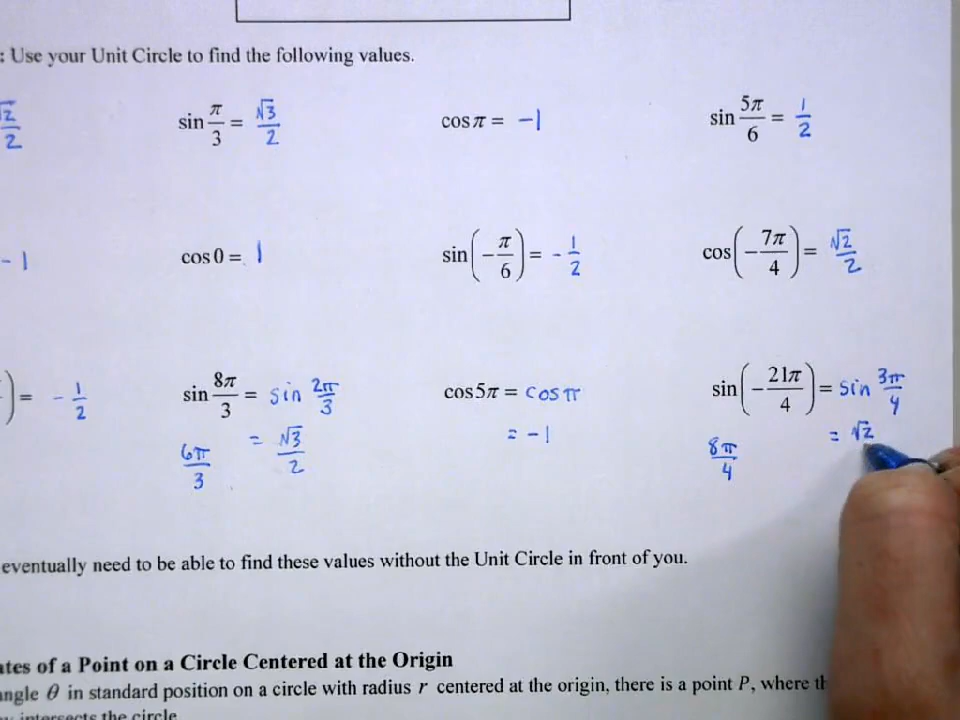 : Use your Unit Circle to find the following values.
√2/2
sin π/3 = √3/2
cos π = -1
sin 5π/6 = 1/2
- 1
cos 0 = 1
sin(-π/6) = -1/2
cos(-7π/4) = √2/2
) = -1/2
sin 8π/3 = sin 2π/3
= √3/2
6π/3
cos 5π = cos π
= -1
sin(-21π/4) = sin 3π/4
= √2
8π/4
eventually need to be able to find these values without the Unit Circle in front of you.
ates of a Point on a Circle Centered at the Origin
angle θ in standard position on a circle with radius r centered at the origin, there is a point P, where th
intersects the circle